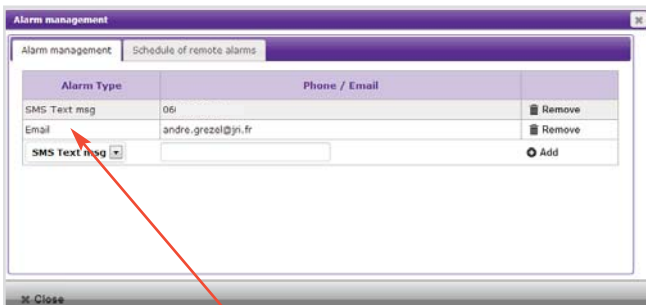 Alarm management
Alarm management Schedule of remote alarms
Alarm Type Phone / Email
SMS Text msg 06 Remove
Email andre.grezel@jri.fr Remove
SMS Text msg Add
Close